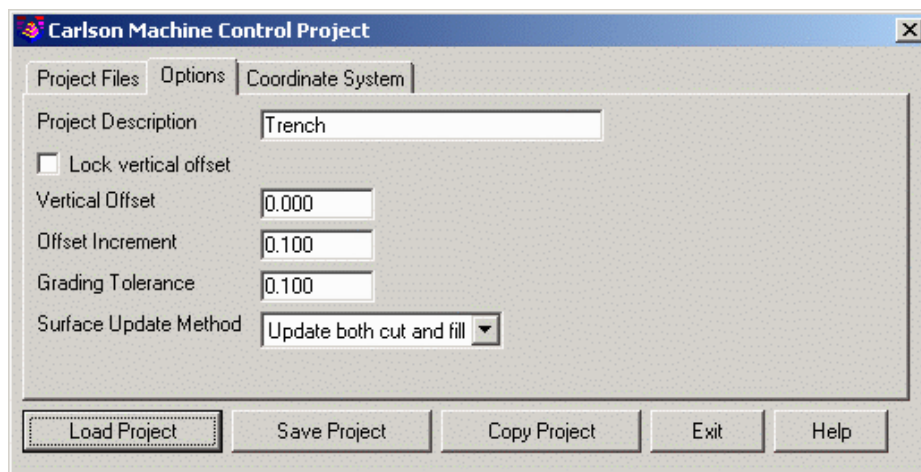 Carlson Machine Control Project
Project Files Options Coordinate System
Project Description Trench
Lock vertical offset
Vertical Offset 0.000
Offset Increment 0.100
Grading Tolerance 0.100
Surface Update Method Update both cut and fill
Load Project Save Project Copy Project Exit Help